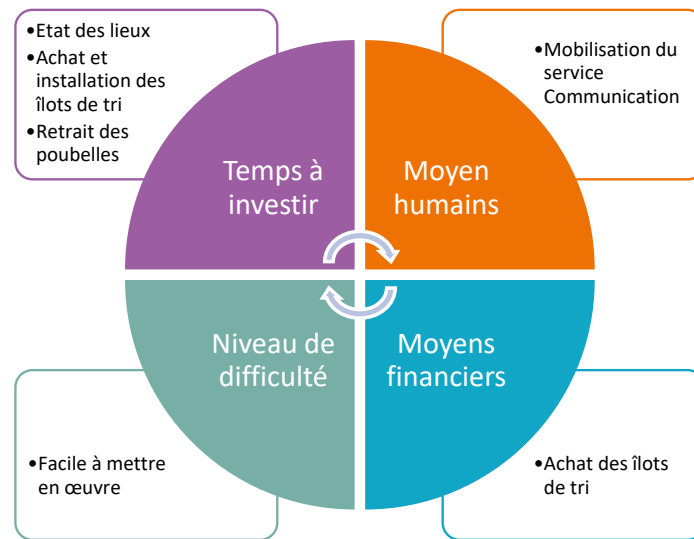 •Etat des lieux
•Achat et
installation des
îlots de tri
•Retrait des
poubelles
•Mobilisation du
service
Communication
Temps à
investir
Moyen
humains
Niveau de
difficulté
Moyens
financiers
•Facile à mettre
en œuvre
•Achat des îlots
de tri